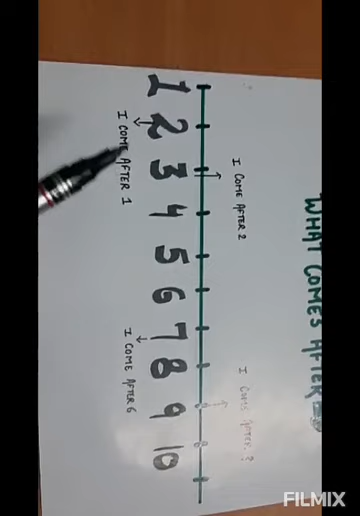 WHAT COMES AFTER
I COME AFTER 2
I COME AFTER ?
1 2 3 4 5 6 7 8 9 10
I COME AFTER 1
I COME AFTER 6
FILMIX